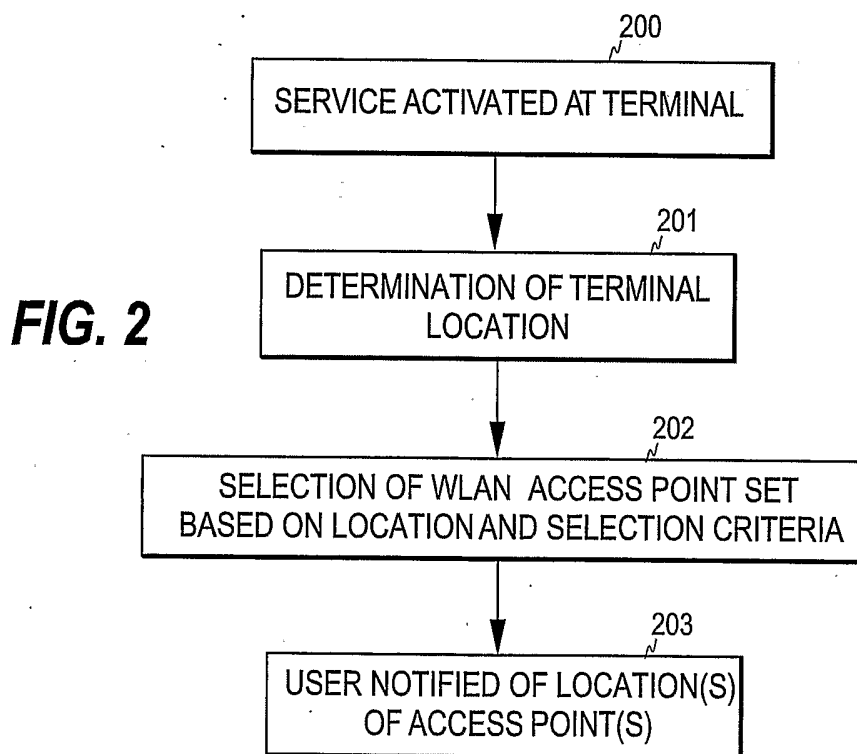 200
SERVICE ACTIVATED AT TERMINAL
201
DETERMINATION OF TERMINAL
LOCATION
FIG. 2
202
SELECTION OF WLAN ACCESS POINT SET
BASED ON LOCATION AND SELECTION CRITERIA
203
USER NOTIFIED OF LOCATION(S)
OF ACCESS POINT(S)